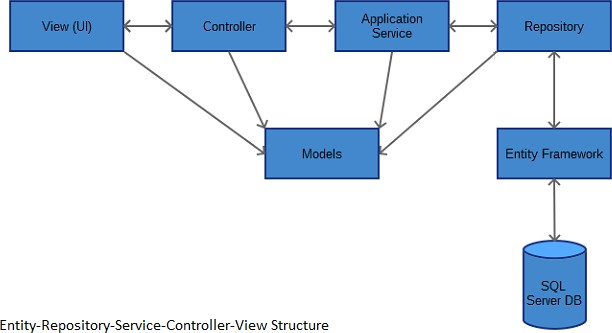 View (UI)
Controller
Application
Service
Repository
Models
Entity Framework
SQL
Server DB
Entity-Repository-Service-Controller-View Structure